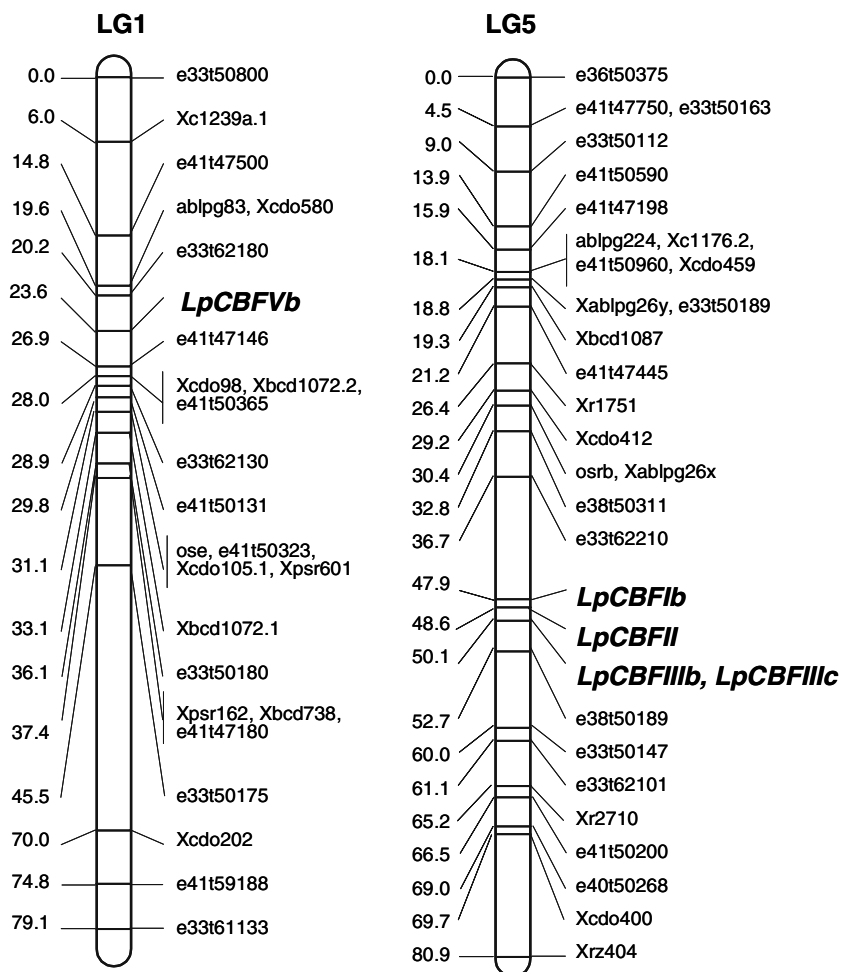 LG1
0.0 e33t50800
6.0 Xc1239a.1
14.8 e41t47500
19.6 ablpg83, Xcdo580
20.2 e33t62180
23.6 LpCBFVb
26.9 e41t47146
28.0 Xcdo98, Xbcd1072.2,
e41t50365
28.9 e33t62130
29.8 e41t50131
31.1 ose, e41t50323,
Xcdo105.1, Xpsr601
33.1 Xbcd1072.1
36.1 e33t50180
37.4 Xpsr162, Xbcd738,
e41t47180
45.5 e33t50175
70.0 Xcdo202
74.8 e41t59188
79.1 e33t61133
LG5
0.0 e36t50375
4.5 e41t47750, e33t50163
9.0 e33t50112
13.9 e41t50590
15.9 e41t47198
18.1 ablpg224, Xc1176.2,
e41t50960, Xcdo459
18.8 Xablpg26y, e33t50189
19.3 Xbcd1087
21.2 e41t47445
26.4 Xr1751
29.2 Xcdo412
30.4 osrb, Xablpg26x
32.8 e38t50311
36.7 e33t62210
47.9 LpCBFIb
48.6 LpCBFII
50.1 LpCBFIIIb, LpCBFIIIc
52.7 e38t50189
60.0 e33t50147
61.1 e33t62101
65.2 Xr2710
66.5 e41t50200
69.0 e40t50268
69.7 Xcdo400
80.9 Xrz404